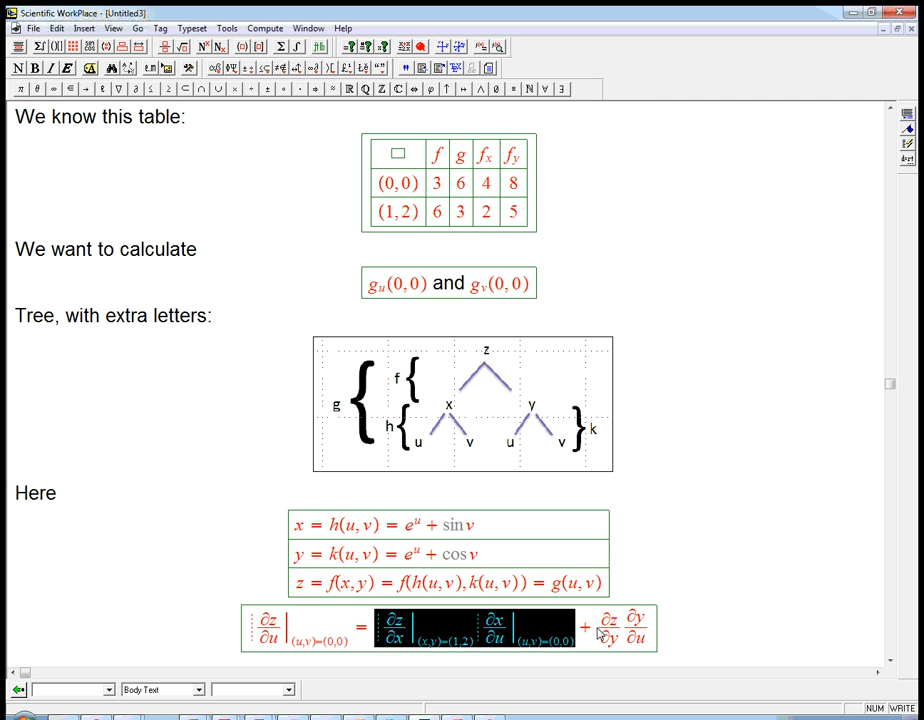 Scientific WorkPlace - [Untitled3]
File Edit Insert View Go Tag Typeset Tools Compute Window Help
We know this table:
f g fₓ f_y
(0,0) 3 6 4 8
(1,2) 6 3 2 5
We want to calculate
g_u(0,0) and g_v(0,0)
Tree, with extra letters:
z
f
g x y
h u v u v k
Here
x = h(u,v) = e^u + sin v
y = k(u,v) = e^u + cos v
z = f(x,y) = f(h(u,v),k(u,v)) = g(u,v)
∂z/∂u |_(u,v)=(0,0) = ∂z/∂x |_(x,y)=(1,2) ∂x/∂u |_(u,v)=(0,0) + ∂z/∂y ∂y/∂u
Body Text
NUM WRITE